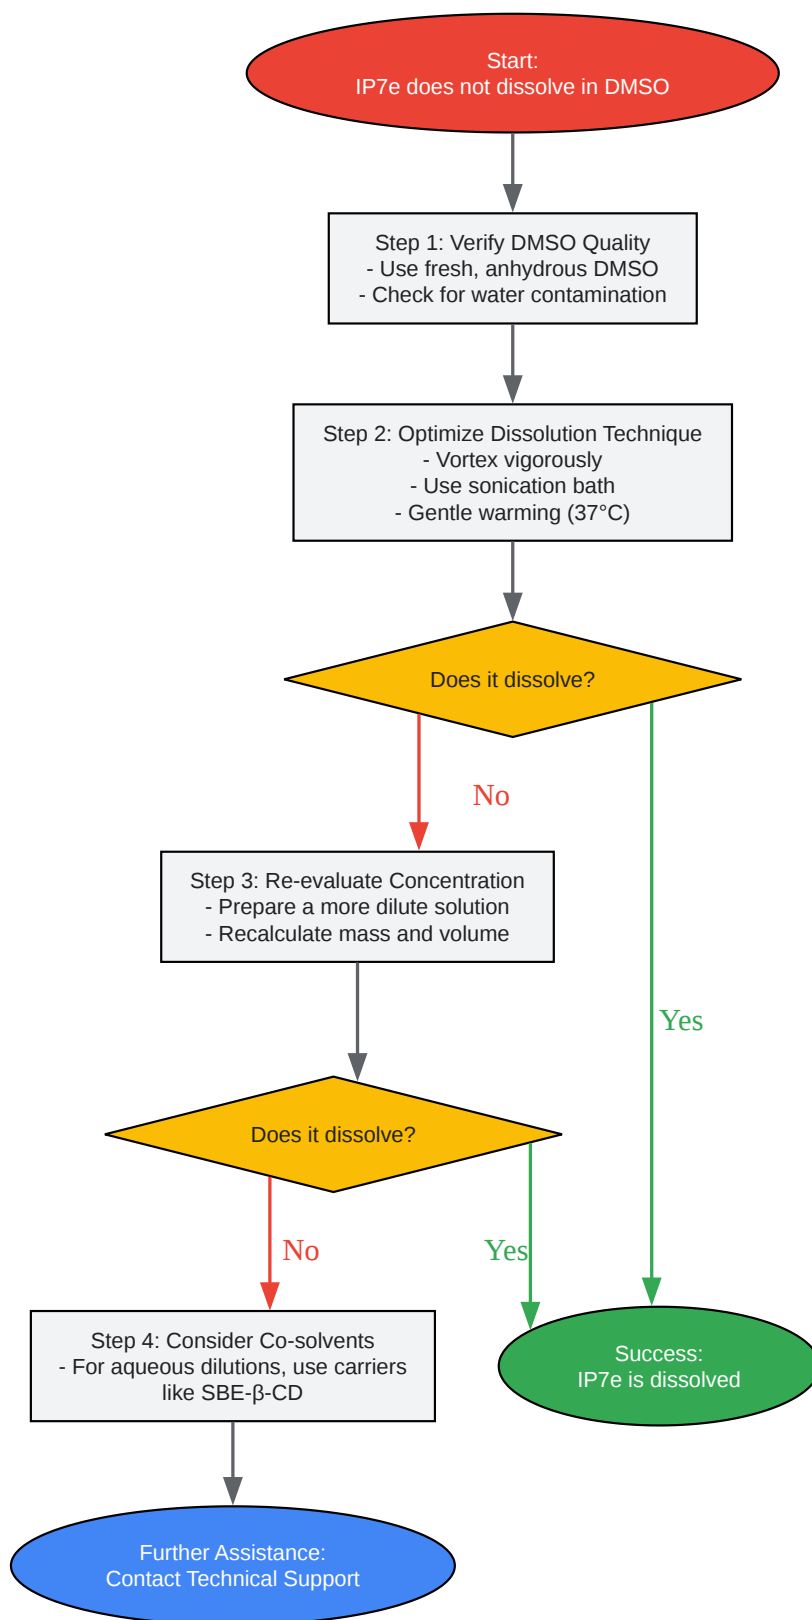 Start:
IP7e does not dissolve in DMSO
Step 1: Verify DMSO Quality
- Use fresh, anhydrous DMSO
- Check for water contamination
Step 2: Optimize Dissolution Technique
- Vortex vigorously
- Use sonication bath
- Gentle warming (37°C)
Does it dissolve?
No
Step 3: Re-evaluate Concentration
- Prepare a more dilute solution
- Recalculate mass and volume
Yes
Does it dissolve?
No
Yes
Step 4: Consider Co-solvents
- For aqueous dilutions, use carriers
like SBE-β-CD
Success:
IP7e is dissolved
Further Assistance:
Contact Technical Support